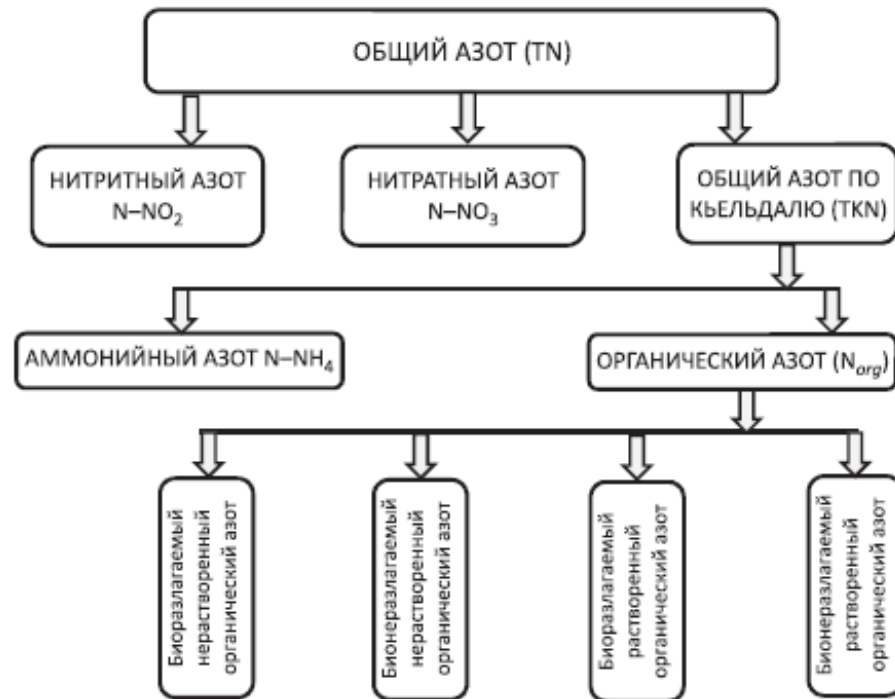 ОБЩИЙ АЗОТ (TN)
НИТРИТНЫЙ АЗОТ
N–NO₂
НИТРАТНЫЙ АЗОТ
N–NO₃
ОБЩИЙ АЗОТ ПО
КЬЕЛЬДАЛЮ (TKN)
АММОНИЙНЫЙ АЗОТ N–NH₄
ОРГАНИЧЕСКИЙ АЗОТ (Norg)
Биоразлагаемый
нерастворенный
органический азот
Бионеразлагаемый
нерастворенный
органический азот
Биоразлагаемый
растворенный
органический азот
Бионеразлагаемый
растворенный
органический азот